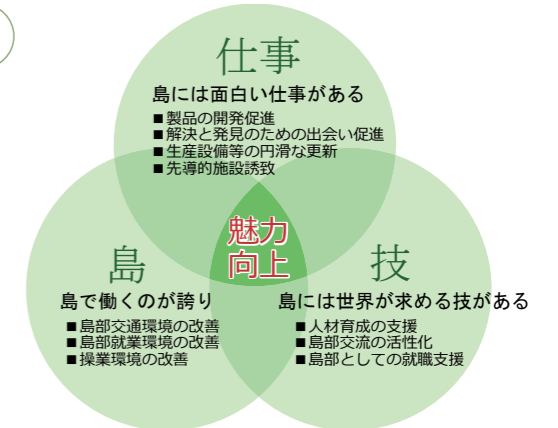 仕事
島には面白い仕事がある
■製品の開発促進
■解決と発見のための出会い促進
■生産設備等の円滑な更新
■先導的施設誘致
魅力
向上
島
島で働くのが誇り
■島部交通環境の改善
■島部就業環境の改善
■操業環境の改善
技
島には世界が求める技がある
■人材育成の支援
■島部交流の活性化
■島部としての就職支援